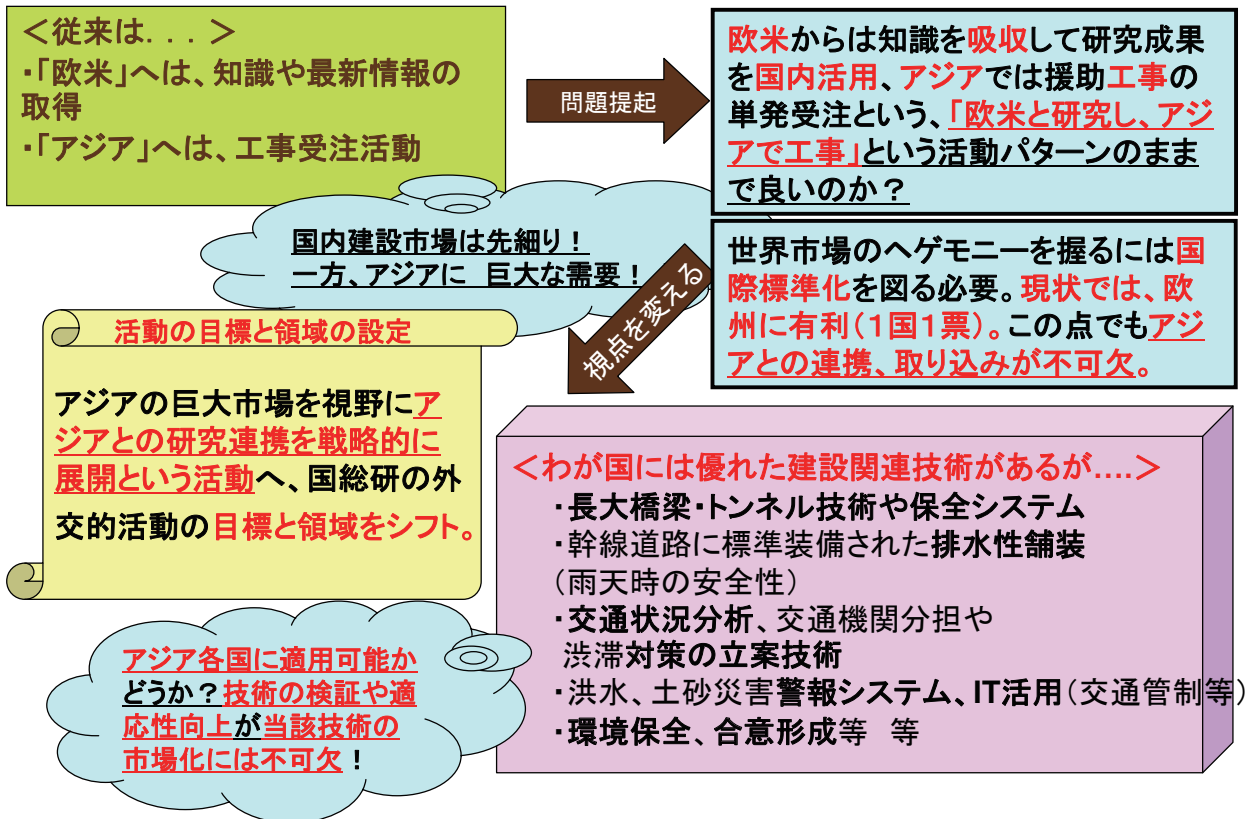 ＜従来は．．．＞
・「欧米」へは、知識や最新情報の
取得
・「アジア」へは、工事受注活動
問題提起
欧米からは知識を吸収して研究成果
を国内活用、アジアでは援助工事の
単発受注という、「欧米と研究し、アジ
アで工事」という活動パターンのまま
で良いのか？
国内建設市場は先細り！
一方、アジアに　巨大な需要！
視点を変える
世界市場のヘゲモニーを握るには国
際標準化を図る必要。現状では、欧
州に有利（１国１票）。この点でもアジ
アとの連携、取り込みが不可欠。
活動の目標と領域の設定
アジアの巨大市場を視野にア
ジアとの研究連携を戦略的に
展開という活動へ、国総研の外
交的活動の目標と領域をシフト。
＜わが国には優れた建設関連技術があるが….＞
・長大橋梁・トンネル技術や保全システム
・幹線道路に標準装備された排水性舗装
（雨天時の安全性）
・交通状況分析、交通機関分担や
渋滞対策の立案技術
・洪水、土砂災害警報システム、IT活用（交通管制等）
・環境保全、合意形成等　等
アジア各国に適用可能か
どうか？技術の検証や適
応性向上が当該技術の
市場化には不可欠！